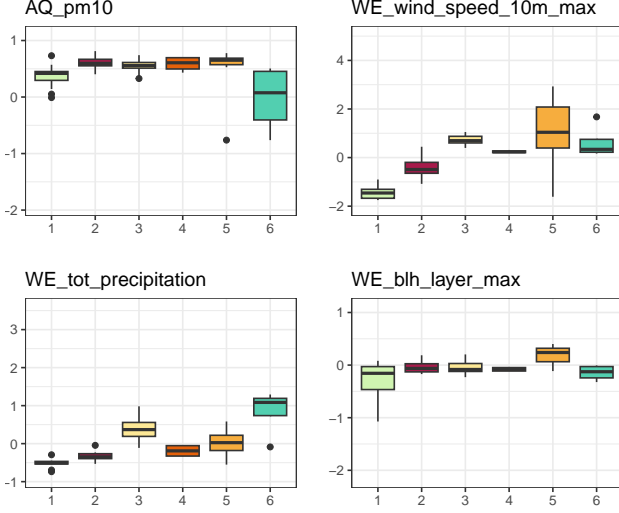 AQ_pm10
1
0
−1
−2
1 2 3 4 5 6
WE_wind_speed_10m_max
4
2
0
−2
1 2 3 4 5 6
WE_tot_precipitation
3
2
1
0
−1
1 2 3 4 5 6
WE_blh_layer_max
1
0
−1
−2
1 2 3 4 5 6